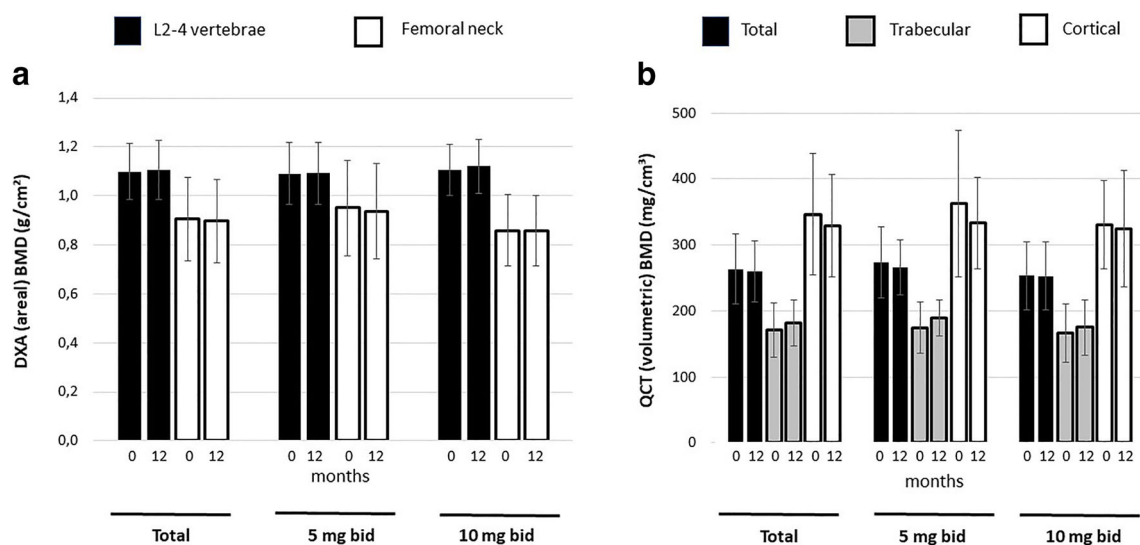 L2-4 vertebrae Femoral neck
a
DXA (areal) BMD (g/cm²)
1,4
1,2
1,0
0,8
0,6
0,4
0,2
0,0
0 12 0 12 0 12 0 12 0 12 0 12
months
Total 5 mg bid 10 mg bid
Total Trabecular Cortical
b
QCT (volumetric) BMD (mg/cm³)
500
400
300
200
100
0
0 12 0 12 0 12 0 12 0 12 0 12 0 12 0 12 0 12
months
Total 5 mg bid 10 mg bid